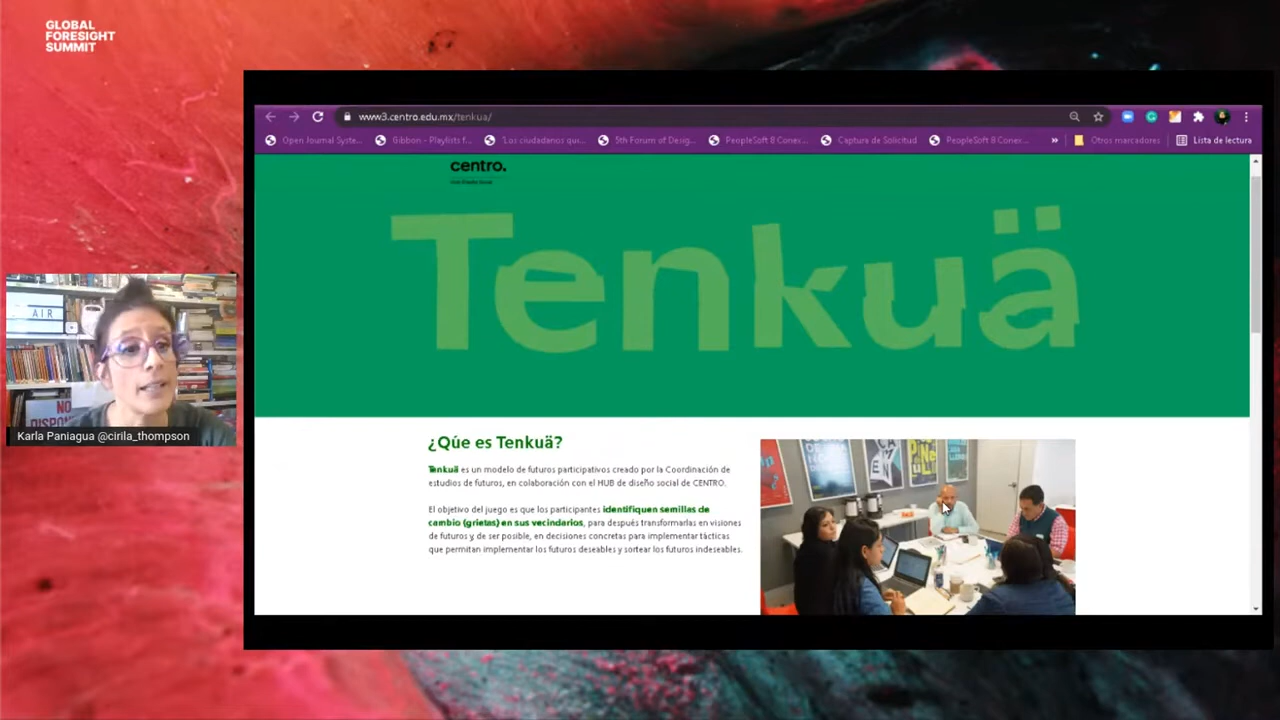 GLOBAL
FORESIGHT
SUMMIT
www3.centro.edu.mx/tenkua/
Open Journal Syste...
Gibbon - Playlists f...
'Los ciudadanos qui...
5th Forum of Desig...
PeopleSoft 8 Conex...
Captura de Solicitud
PeopleSoft 8 Conex...
»
Otros marcadores
Lista de lectura
centro.
Tenkuä
AIR
NO
Karla Paniagua @cirila_thompson
¿Qúe es Tenkuä?
Tenkuä es un modelo de futuros participativos creado por la Coordinación de
estudios de futuros, en colaboración con el HUB de diseño social de CENTRO.
El objetivo del juego es que los participantes identifiquen semillas de
cambio (grietas) en sus vecindarios, para después transformarlas en visiones
de futuros y, de ser posible, en decisiones concretas para implementar tácticas
que permitan implementar los futuros deseables y sortear los futuros indeseables.